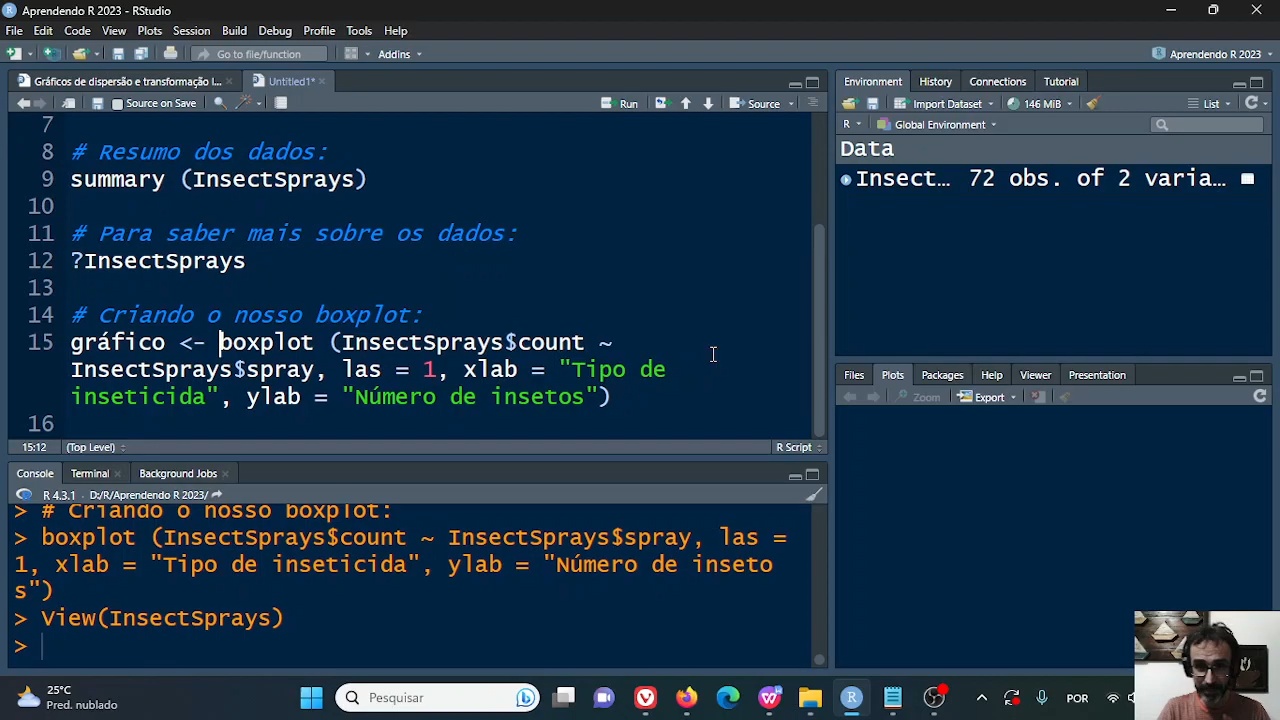 Aprendendo R 2023 - RStudio
File Edit Code View Plots Session Build Debug Profile Tools Help
Go to file/function Addins Aprendendo R 2023
Gráficos de dispersão e transformação l... Untitled1*
Source on Save Run Source
7
8 # Resumo dos dados:
9 summary (InsectSprays)
10
11 # Para saber mais sobre os dados:
12 ?InsectSprays
13
14 # Criando o nosso boxplot:
15 gráfico <- boxplot (InsectSprays$count ~
InsectSprays$spray, las = 1, xlab = "Tipo de
inseticida", ylab = "Número de insetos")
16
15:12 (Top Level) R Script
Console Terminal Background Jobs
R 4.3.1 · D:/R/Aprendendo R 2023/
> # Criando o nosso boxplot:
> boxplot (InsectSprays$count ~ InsectSprays$spray, las =
1, xlab = "Tipo de inseticida", ylab = "Número de inseto
s")
> View(InsectSprays)
>
Environment History Connections Tutorial
Import Dataset 146 MiB List
R Global Environment
Data
Insect... 72 obs. of 2 varia...
Files Plots Packages Help Viewer Presentation
Zoom Export
25°C
Pred. nublado
Pesquisar
POR